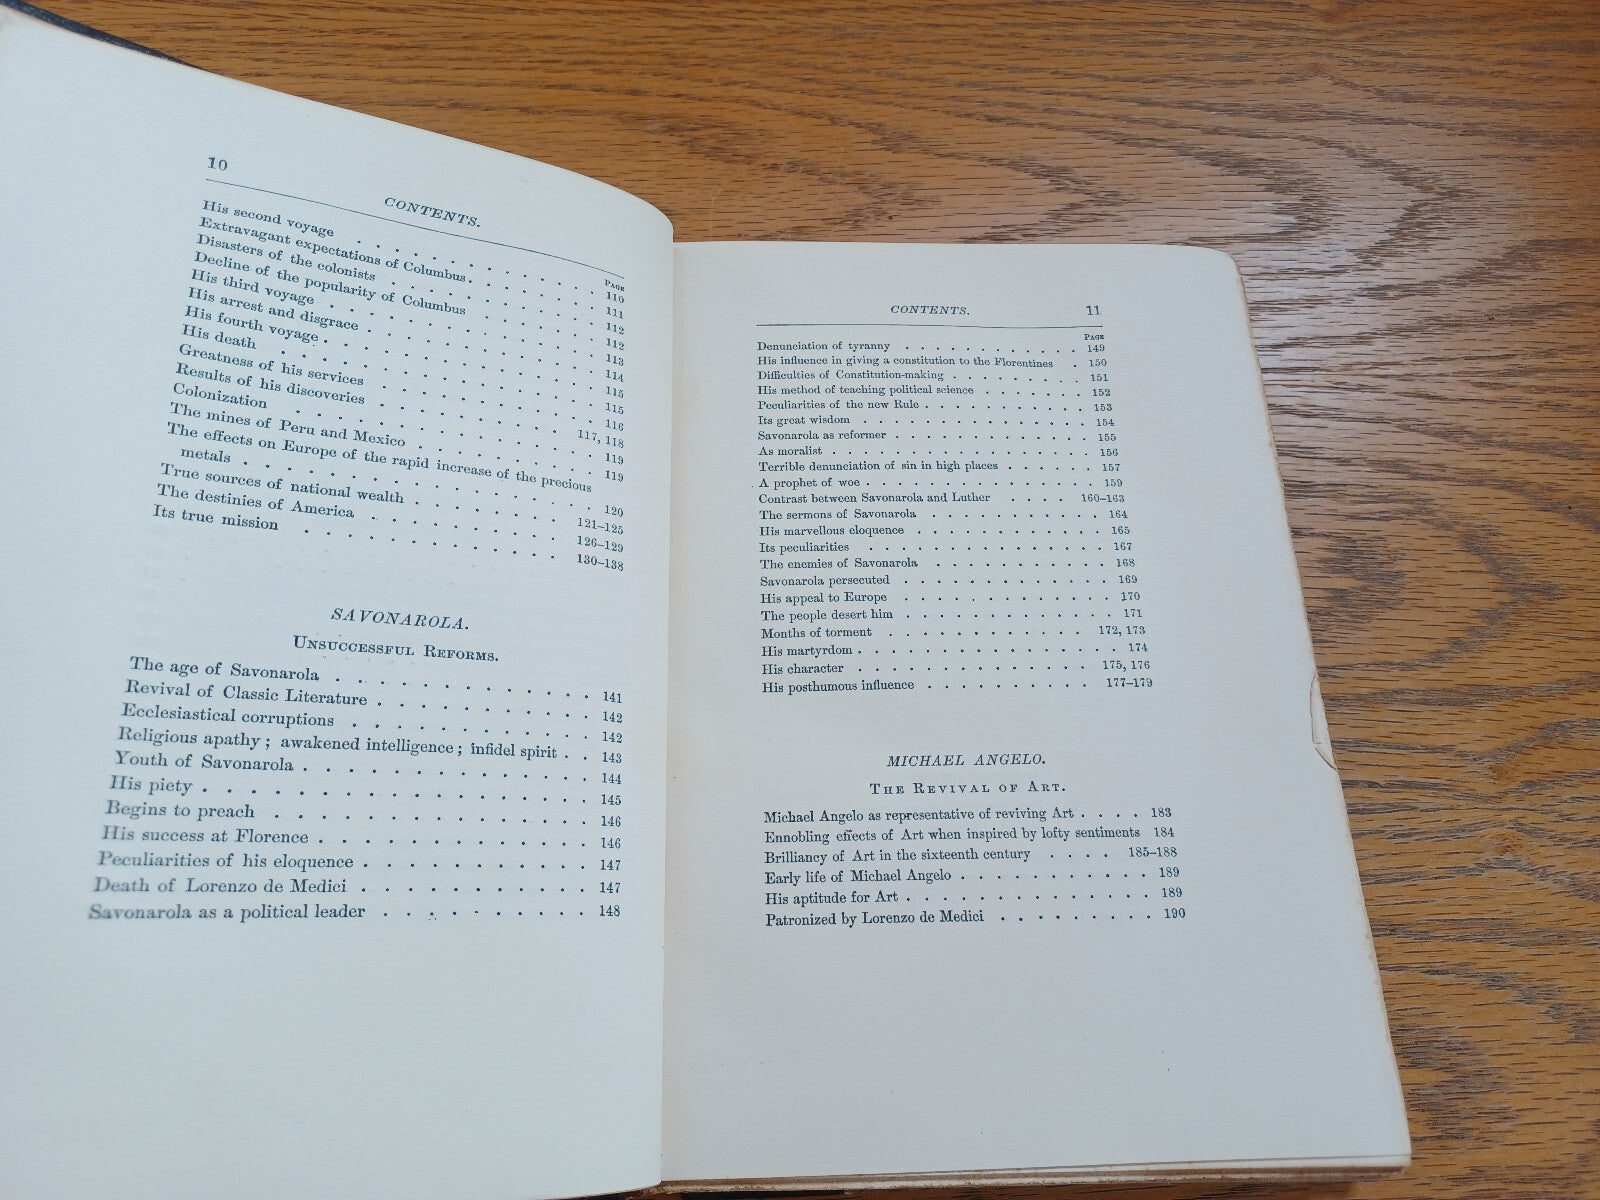 10
CONTENTS.
PAGE
His second voyage . . . . . . . . . . . . 110
Extravagant expectations of Columbus . . . . . . . 111
Disasters of the colonists . . . . . . . . . . 112
Decline of the popularity of Columbus . . . . . . 112
His third voyage . . . . . . . . . . . . 113
His arrest and disgrace . . . . . . . . . . 114
His fourth voyage . . . . . . . . . . . . 115
His death . . . . . . . . . . . . . . 115
Greatness of his services . . . . . . . . . . 116
Results of his discoveries . . . . . . . . . 117, 118
Colonization . . . . . . . . . . . . . 119
The mines of Peru and Mexico . . . . . . . . 119
The effects on Europe of the rapid increase of the precious
metals . . . . . . . . . . . . . . 120
True sources of national wealth . . . . . . . 121–125
The destinies of America . . . . . . . . . 126–129
Its true mission . . . . . . . . . . . . 130–138
SAVONAROLA.
UNSUCCESSFUL REFORMS.
The age of Savonarola . . . . . . . . . . . 141
Revival of Classic Literature . . . . . . . . . 142
Ecclesiastical corruptions . . . . . . . . . . 142
Religious apathy; awakened intelligence; infidel spirit . . 143
Youth of Savonarola . . . . . . . . . . . . 144
His piety . . . . . . . . . . . . . . . 145
Begins to preach . . . . . . . . . . . . . 146
His success at Florence . . . . . . . . . . . 146
Peculiarities of his eloquence . . . . . . . . . 147
Death of Lorenzo de Medici . . . . . . . . . 147
Savonarola as a political leader . . . . . . . . 148
CONTENTS. 11
PAGE
Denunciation of tyranny . . . . . . . . . . . 149
His influence in giving a constitution to the Florentines . 150
Difficulties of Constitution-making . . . . . . . 151
His method of teaching political science . . . . . . 152
Peculiarities of the new Rule . . . . . . . . . 153
Its great wisdom . . . . . . . . . . . . . 154
Savonarola as reformer . . . . . . . . . . . 155
As moralist . . . . . . . . . . . . . . 156
Terrible denunciation of sin in high places . . . . . 157
A prophet of woe . . . . . . . . . . . . . 159
Contrast between Savonarola and Luther . . . . 160–163
The sermons of Savonarola . . . . . . . . . . 164
His marvellous eloquence . . . . . . . . . . 165
Its peculiarities . . . . . . . . . . . . . 167
The enemies of Savonarola . . . . . . . . . . 168
Savonarola persecuted . . . . . . . . . . . 169
His appeal to Europe . . . . . . . . . . . 170
The people desert him . . . . . . . . . . . 171
Months of torment . . . . . . . . . . 172, 173
His martyrdom . . . . . . . . . . . . . . 174
His character . . . . . . . . . . . . 175, 176
His posthumous influence . . . . . . . . . 177–179
MICHAEL ANGELO.
THE REVIVAL OF ART.
Michael Angelo as representative of reviving Art . . . . 183
Ennobling effects of Art when inspired by lofty sentiments 184
Brilliancy of Art in the sixteenth century . . . . 185–188
Early life of Michael Angelo . . . . . . . . . . 189
His aptitude for Art . . . . . . . . . . . . . 189
Patronized by Lorenzo de Medici . . . . . . . . 190